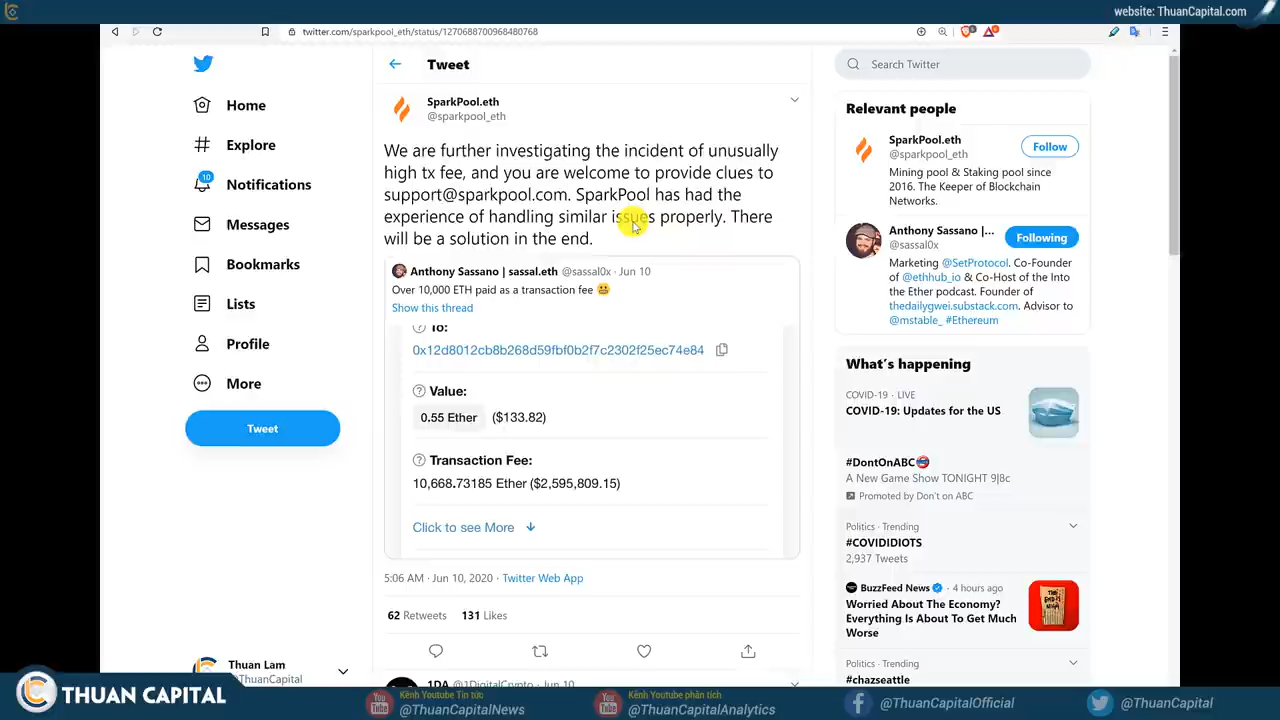 website: ThuanCapital.com
twitter.com/sparkpool_eth/status/1270688700968480768
Home
Explore
10
Notifications
Messages
Bookmarks
Lists
Profile
More
Tweet
Thuan Lam
@ThuanCapital
Tweet
SparkPool.eth
@sparkpool_eth
We are further investigating the incident of unusually
high tx fee, and you are welcome to provide clues to
support@sparkpool.com. SparkPool has had the
experience of handling similar issues properly. There
will be a solution in the end.
Anthony Sassano | sassal.eth @sassal0x · Jun 10
Over 10,000 ETH paid as a transaction fee
Show this thread
To:
0x12d8012cb8b268d59fbf0b2f7c2302f25ec74e84
Value:
0.55 Ether ($133.82)
Transaction Fee:
10,668.73185 Ether ($2,595,809.15)
Click to see More
5:06 AM · Jun 10, 2020 · Twitter Web App
62 Retweets 131 Likes
1DA @1DigitalCrypto · Jun 10
Search Twitter
Relevant people
SparkPool.eth
@sparkpool_eth
Follow
Mining pool & Staking pool since
2016. The Keeper of Blockchain
Networks.
Anthony Sassano |...
@sassal0x
Following
Marketing @SetProtocol. Co-Founder
of @ethhub_io & Co-Host of the Into
the Ether podcast. Founder of
thedailygwei.substack.com. Advisor to
@mstable_ #Ethereum
What's happening
COVID-19 · LIVE
COVID-19: Updates for the US
#DontOnABC
A New Game Show TONIGHT 9|8c
Promoted by Don't on ABC
Politics · Trending
#COVIDIDIOTS
2,937 Tweets
BuzzFeed News · 4 hours ago
Worried About The Economy?
Everything Is About To Get Much
Worse
Politics · Trending
#chazseattle
THUAN CAPITAL
You
Kênh Youtube Tin tức:
@ThuanCapitalNews
You
Kênh Youtube phân tích
@ThuanCapitalAnalytics
@ThuanCapitalOfficial
@ThuanCapital